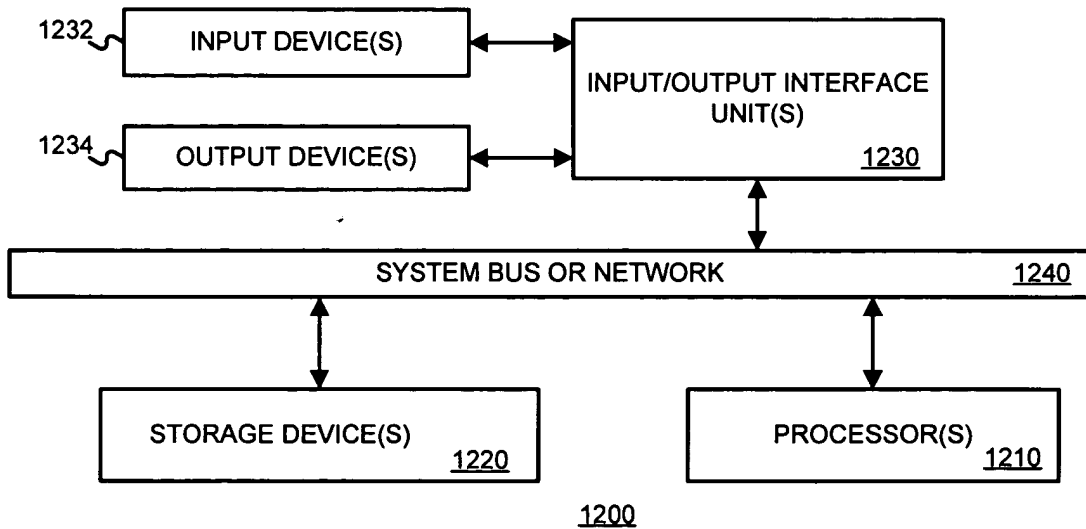 1232
INPUT DEVICE(S)
INPUT/OUTPUT INTERFACE
UNIT(S)
1230
1234
OUTPUT DEVICE(S)
SYSTEM BUS OR NETWORK
1240
STORAGE DEVICE(S)
1220
PROCESSOR(S)
1210
1200